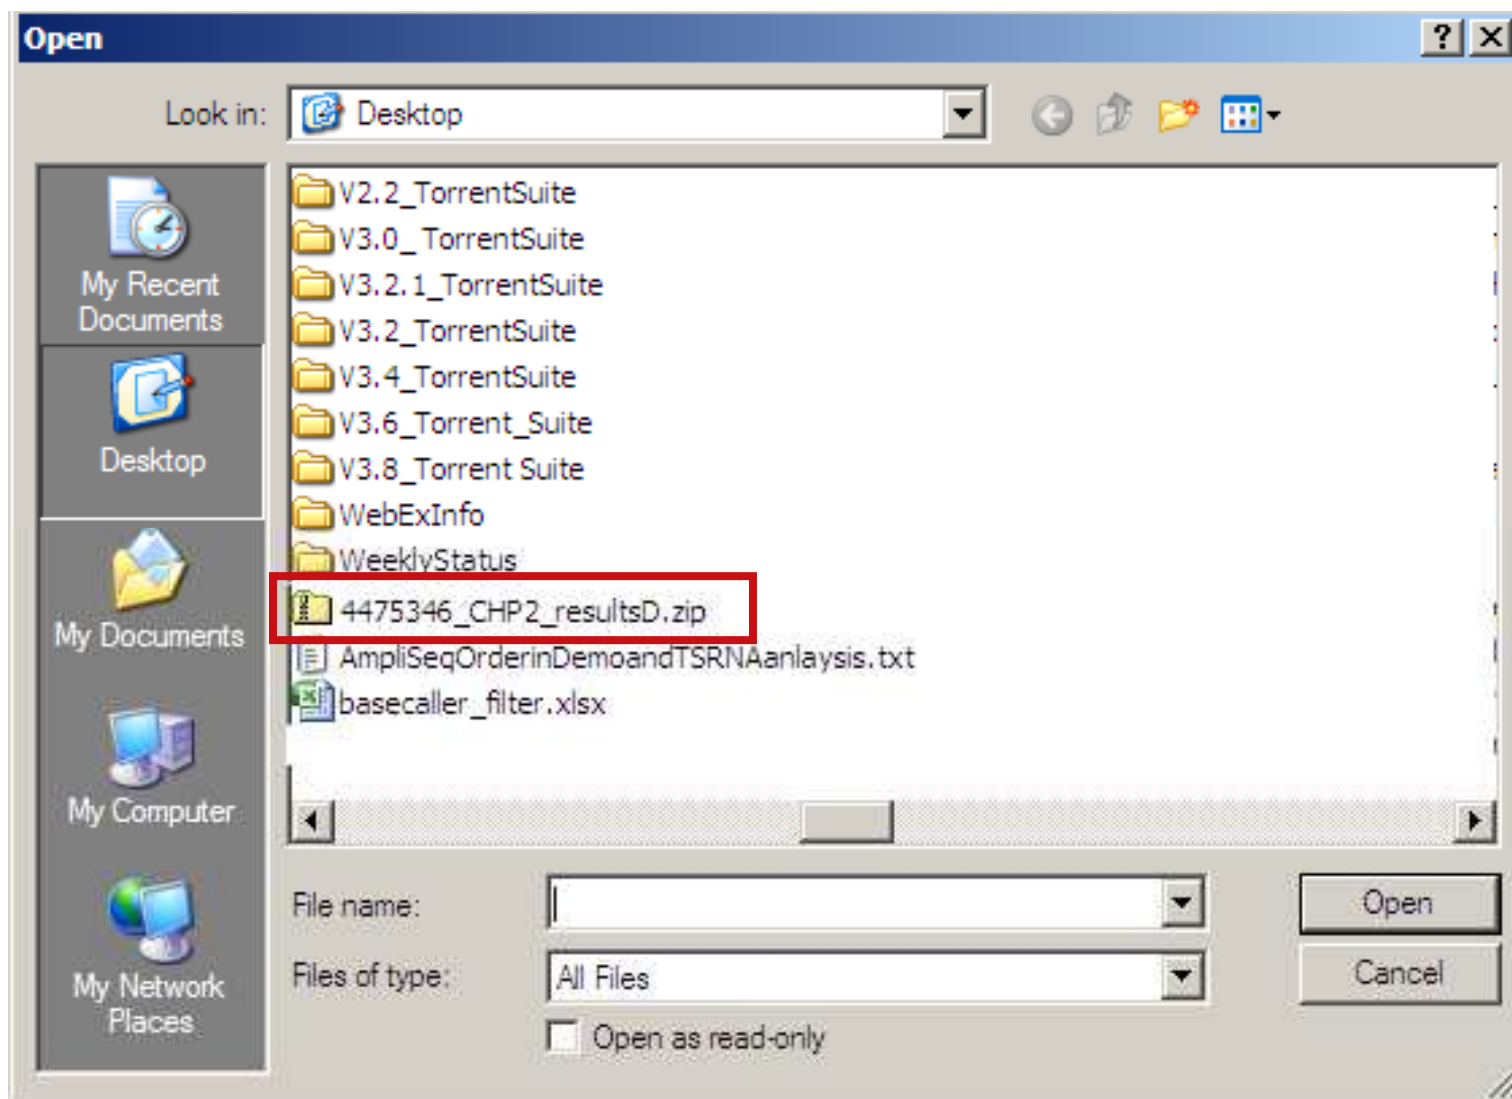 Open
Look in: Desktop
My Recent
Documents
Desktop
My Documents
My Computer
My Network
Places
V2.2_TorrentSuite
V3.0_ TorrentSuite
V3.2.1_TorrentSuite
V3.2_TorrentSuite
V3.4_TorrentSuite
V3.6_Torrent_Suite
V3.8_Torrent Suite
WebExInfo
WeeklyStatus
4475346_CHP2_resultsD.zip
AmpliSeqOrderinDemoandTSRNAanlaysis.txt
basecaller_filter.xlsx
File name:
Open
Files of type: All Files
Cancel
Open as read-only